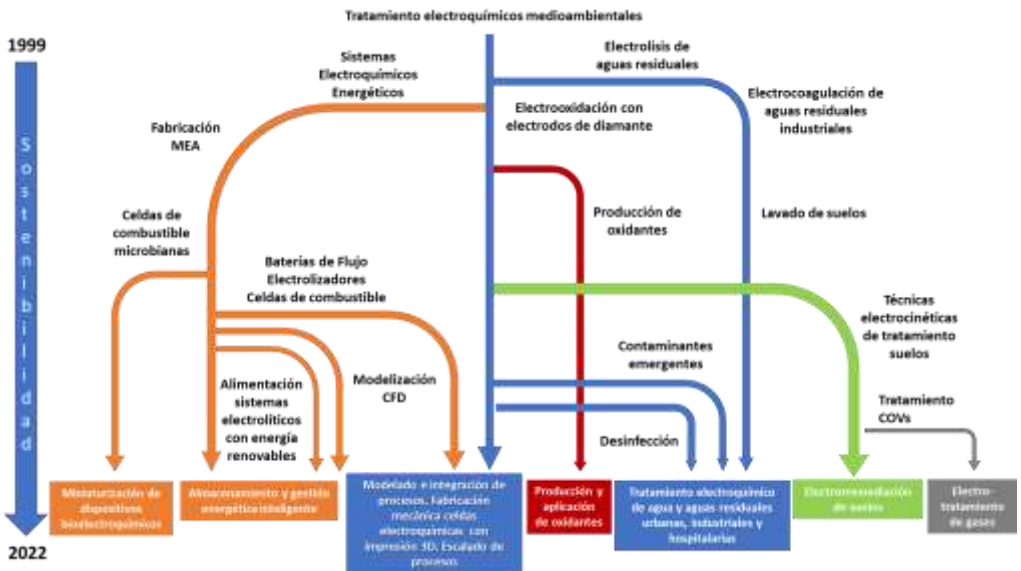 Tratamiento electroquímicos medioambientales
1999
Sostenibilidad
2022
Sistemas
Electroquímicos
Energéticos
Electrolisis de
aguas residuales
Electrooxidación con
electrodos de diamante
Electrocoagulación de
aguas residuales
industriales
Fabricación
MEA
Celdas de
combustible
microbianas
Producción de
oxidantes
Lavado de suelos
Baterías de Flujo
Electrolizadores
Celdas de combustible
Técnicas
electrocinéticas
de tratamiento
suelos
Contaminantes
emergentes
Alimentación
sistemas
electrolíticos
con energía
renovables
Modelización
CFD
Tratamiento
COVs
Desinfección
Miniaturización de
dispositivos
bioelectroquímicos
Almacenamiento y gestión
energética inteligente
Modelado e integración de
procesos. Fabricación
mecánica celdas
electroquímicas con
impresión 3D. Escalado de
procesos
Producción y
aplicación
de oxidantes
Tratamiento electroquímico
de agua y aguas residuales
urbanas, industriales y
hospitalarias
Electrorremediación
de suelos
Electro-
tratamiento
de gases